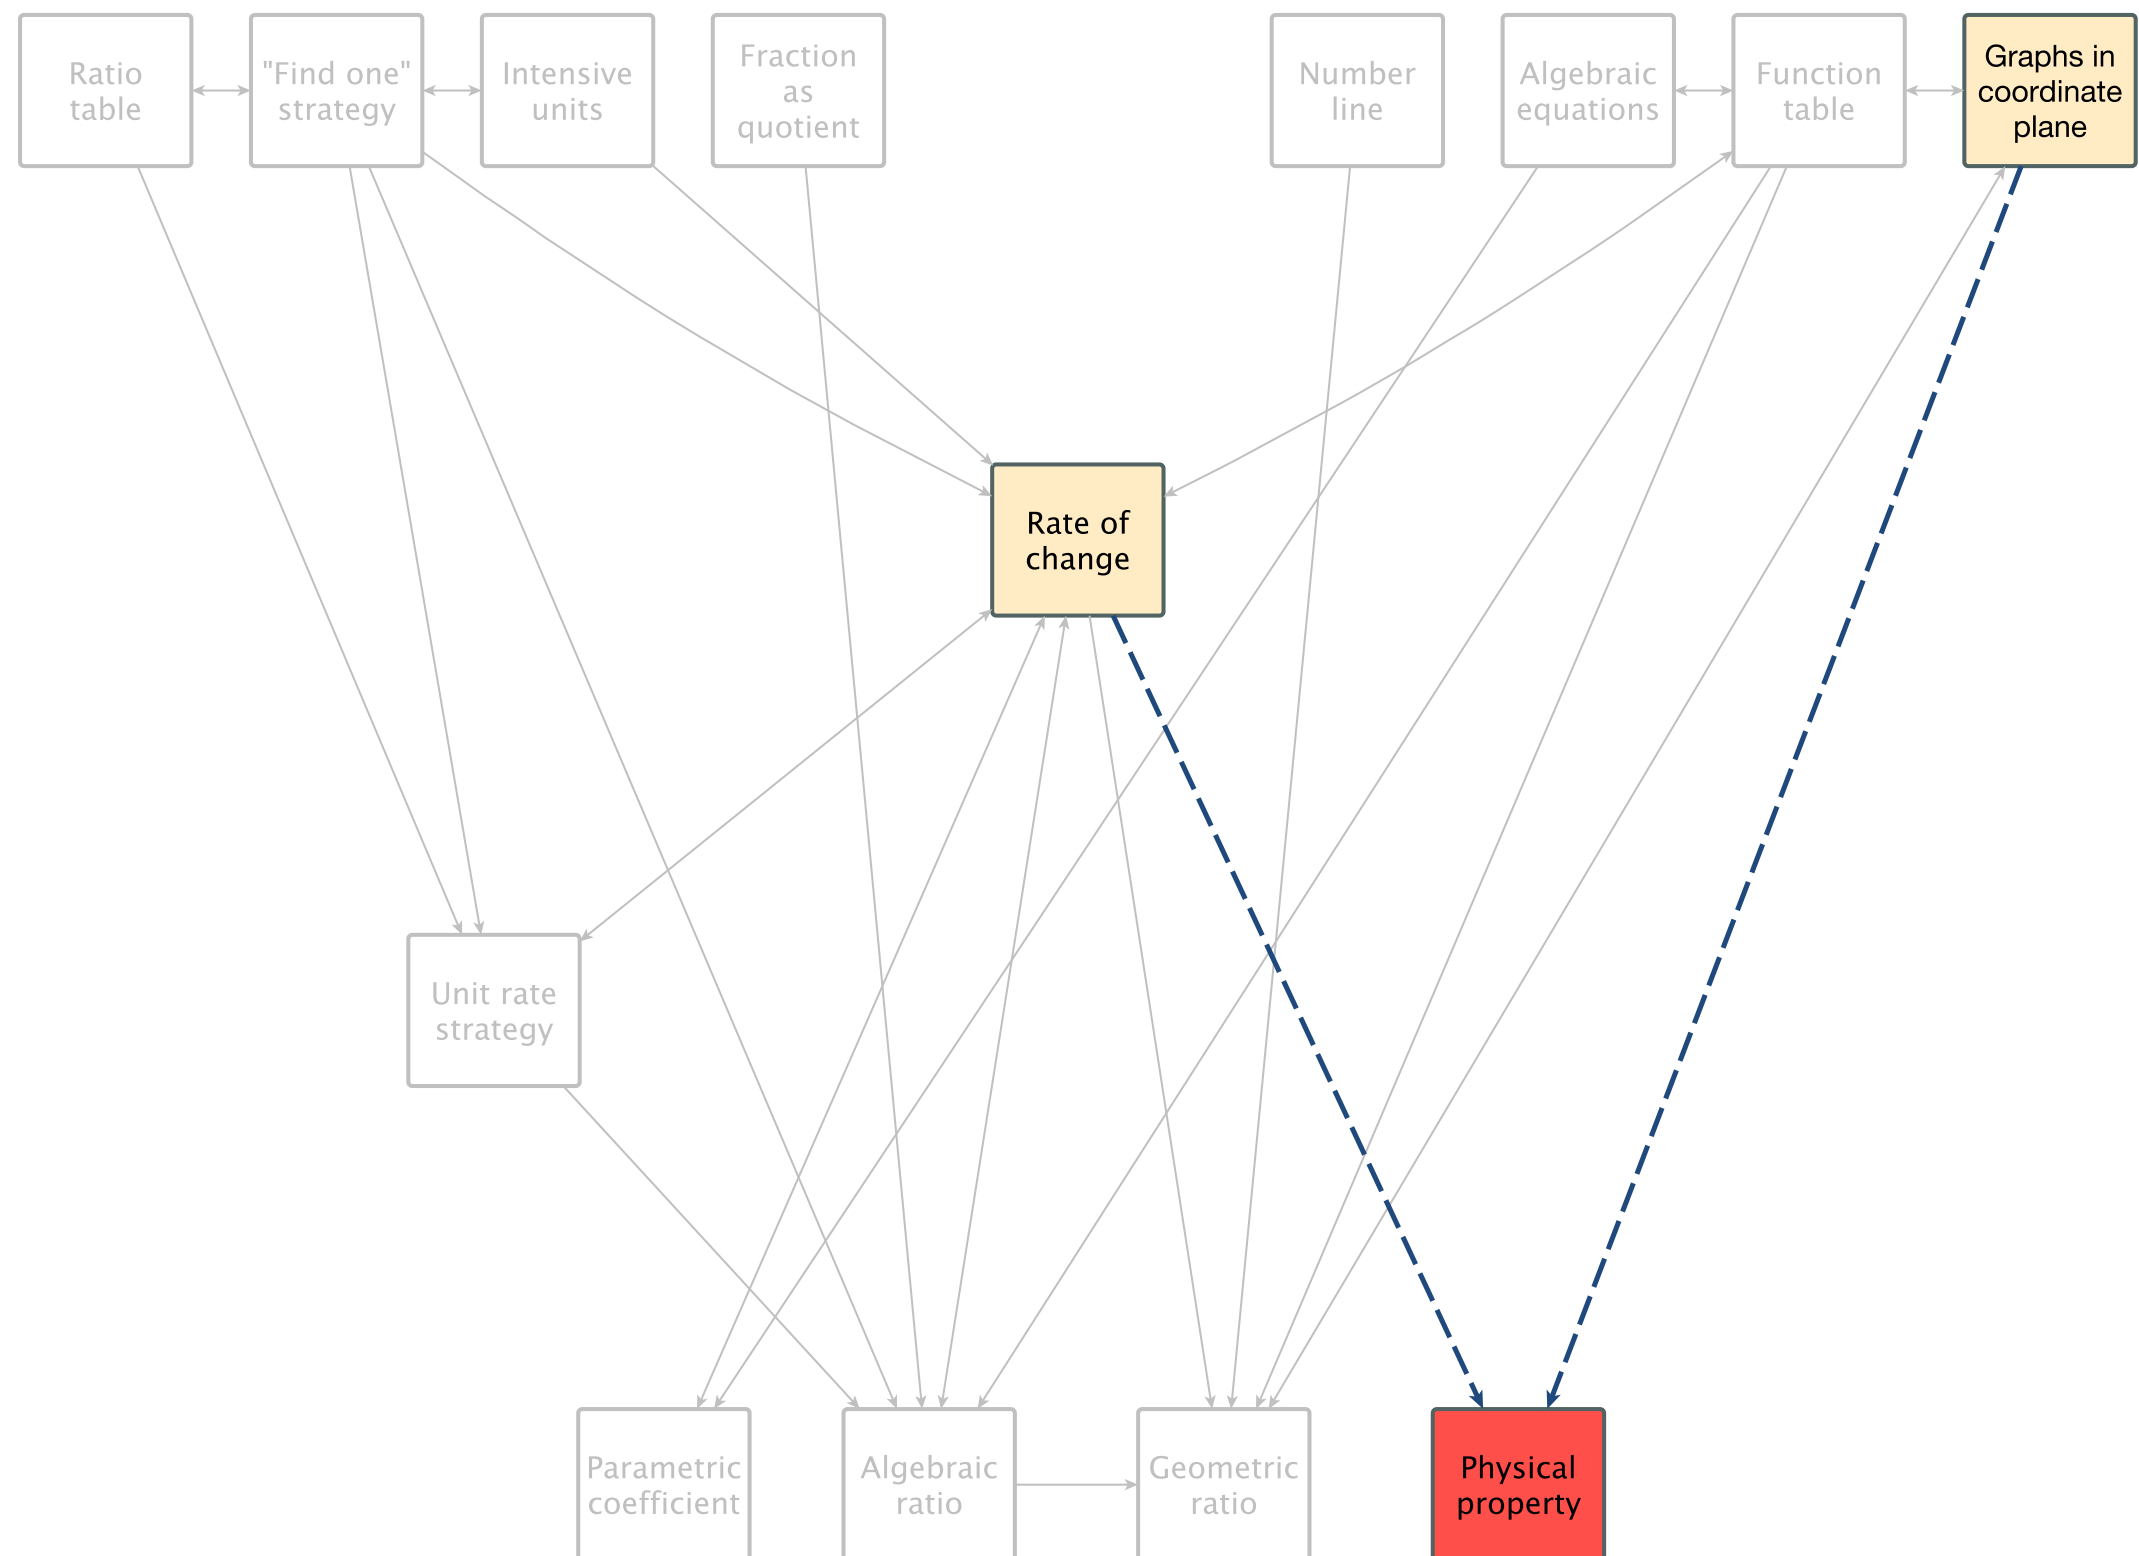 Ratio
table
"Find one"
strategy
Intensive
units
Fraction
as
quotient
Number
line
Algebraic
equations
Function
table
Graphs in
coordinate
plane
Rate of
change
Unit rate
strategy
Parametric
coefficient
Algebraic
ratio
Geometric
ratio
Physical
property